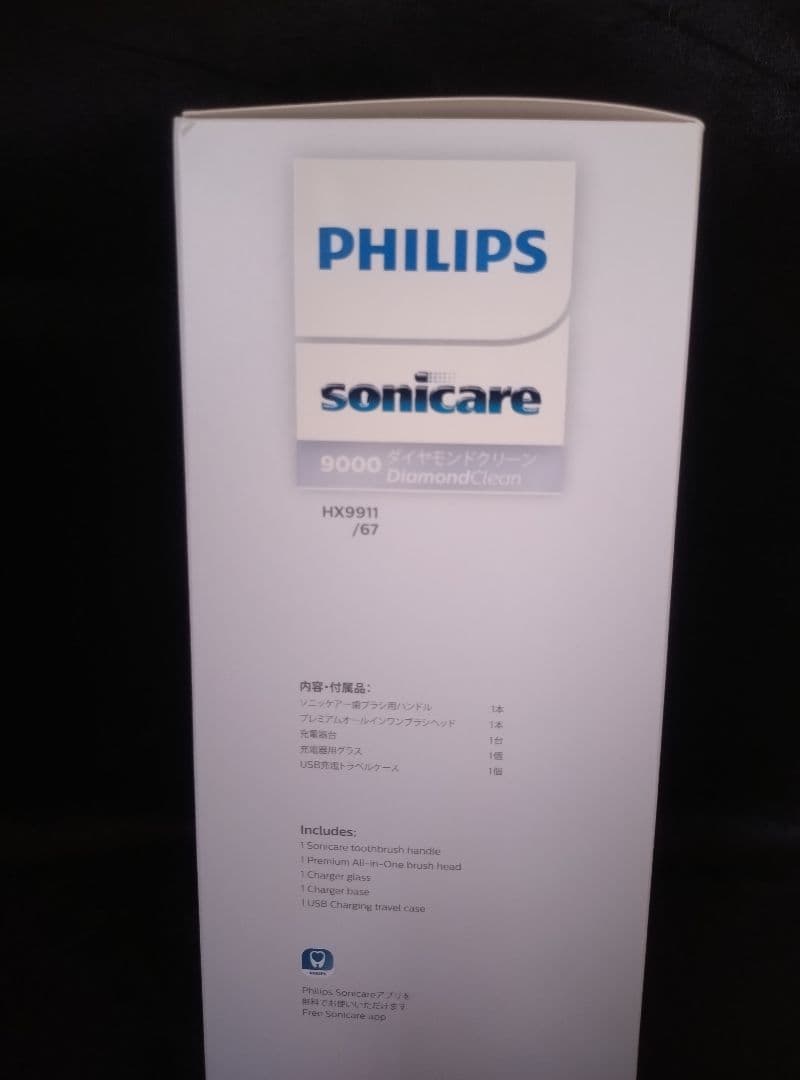 PHILIPS
sonicare
9000 ダイヤモンドクリーン
DiamondClean
HX9911
/67
内容・付属品:
ソニッケアー歯ブラシ用ハンドル 1本
プレミアムオールインワンブラシヘッド 1本
充電器台 1台
充電器用グラス 1個
USB充電トラベルケース 1個
Includes:
1 Sonicare toothbrush handle
1 Premium All-in-One brush head
1 Charger glass
1 Charger base
1 USB Charging travel case
Philips Sonicareアプリを
無料でお使いいただけます
Free Sonicare app